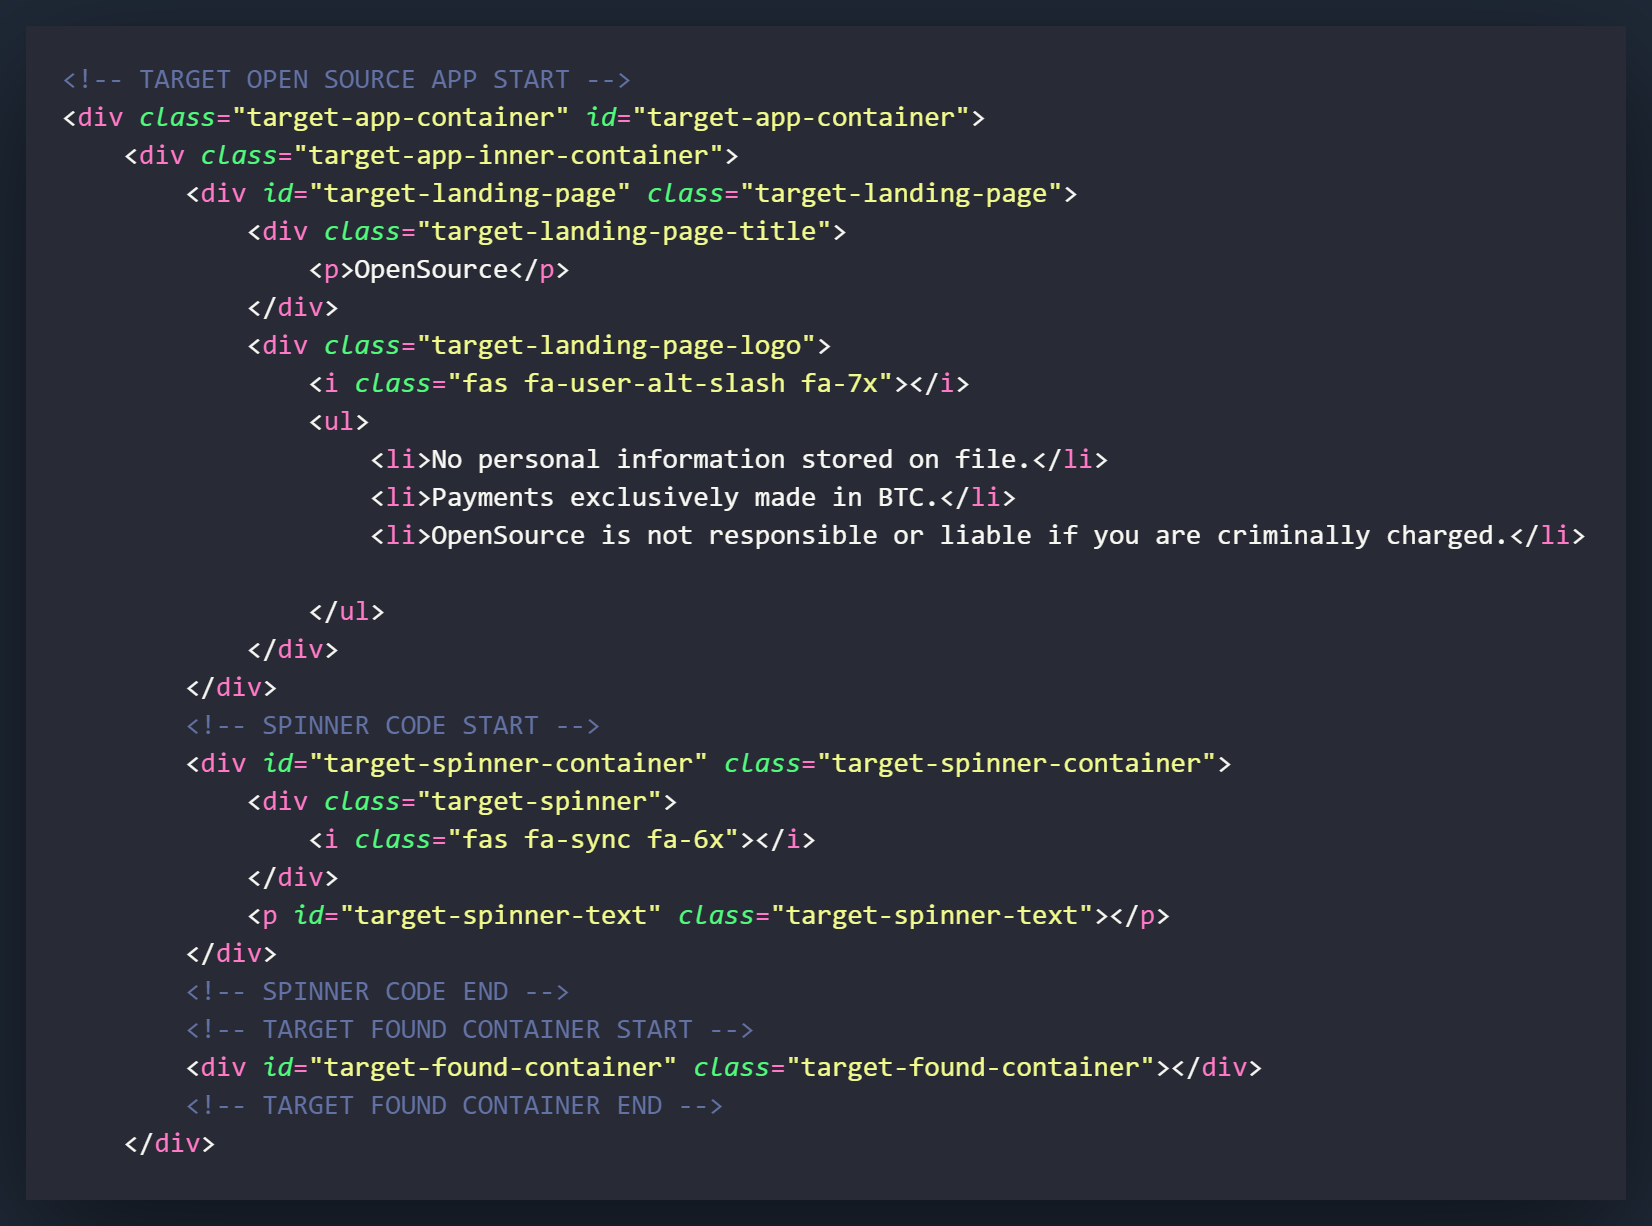 <!-- TARGET OPEN SOURCE APP START -->
<div class="target-app-container" id="target-app-container">
    <div class="target-app-inner-container">
        <div id="target-landing-page" class="target-landing-page">
            <div class="target-landing-page-title">
                <p>OpenSource</p>
            </div>
            <div class="target-landing-page-logo">
                <i class="fas fa-user-alt-slash fa-7x"></i>
                <ul>
                    <li>No personal information stored on file.</li>
                    <li>Payments exclusively made in BTC.</li>
                    <li>OpenSource is not responsible or liable if you are criminally charged.</li>

                </ul>
            </div>
        </div>
        <!-- SPINNER CODE START -->
        <div id="target-spinner-container" class="target-spinner-container">
            <div class="target-spinner">
                <i class="fas fa-sync fa-6x"></i>
            </div>
            <p id="target-spinner-text" class="target-spinner-text"></p>
        </div>
        <!-- SPINNER CODE END -->
        <!-- TARGET FOUND CONTAINER START -->
        <div id="target-found-container" class="target-found-container"></div>
        <!-- TARGET FOUND CONTAINER END -->
    </div>